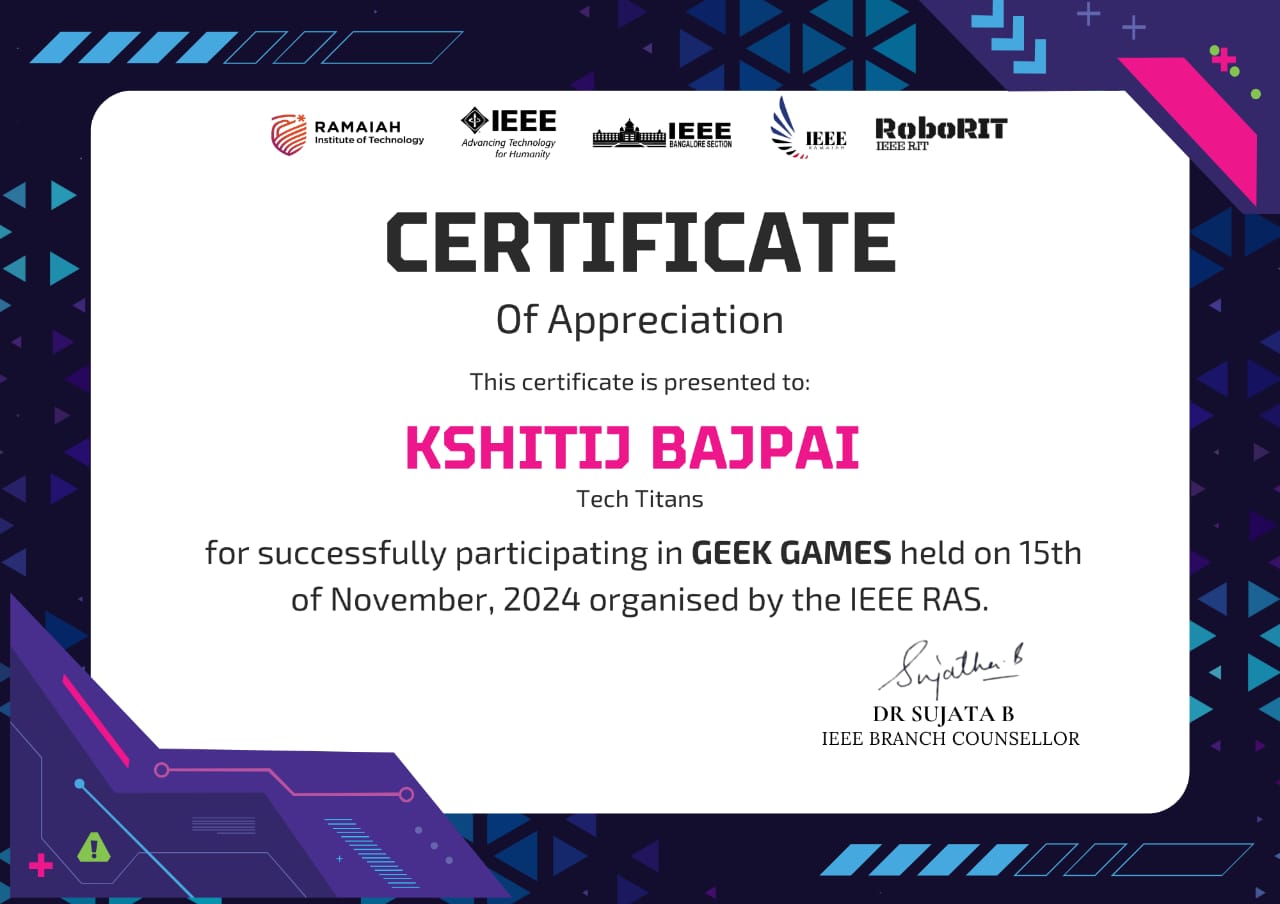 RAMAIAH
Institute of Technology
IEEE
Advancing Technology
for Humanity
IEEE
BANGALORE SECTION
IEEE
RAMAIAH
RoboRIT
IEEE RIT
CERTIFICATE
Of Appreciation
This certificate is presented to:
KSHITIJ BAJPAI
Tech Titans
for successfully participating in GEEK GAMES held on 15th
of November, 2024 organised by the IEEE RAS.
Sujatha B
DR SUJATA B
IEEE BRANCH COUNSELLOR